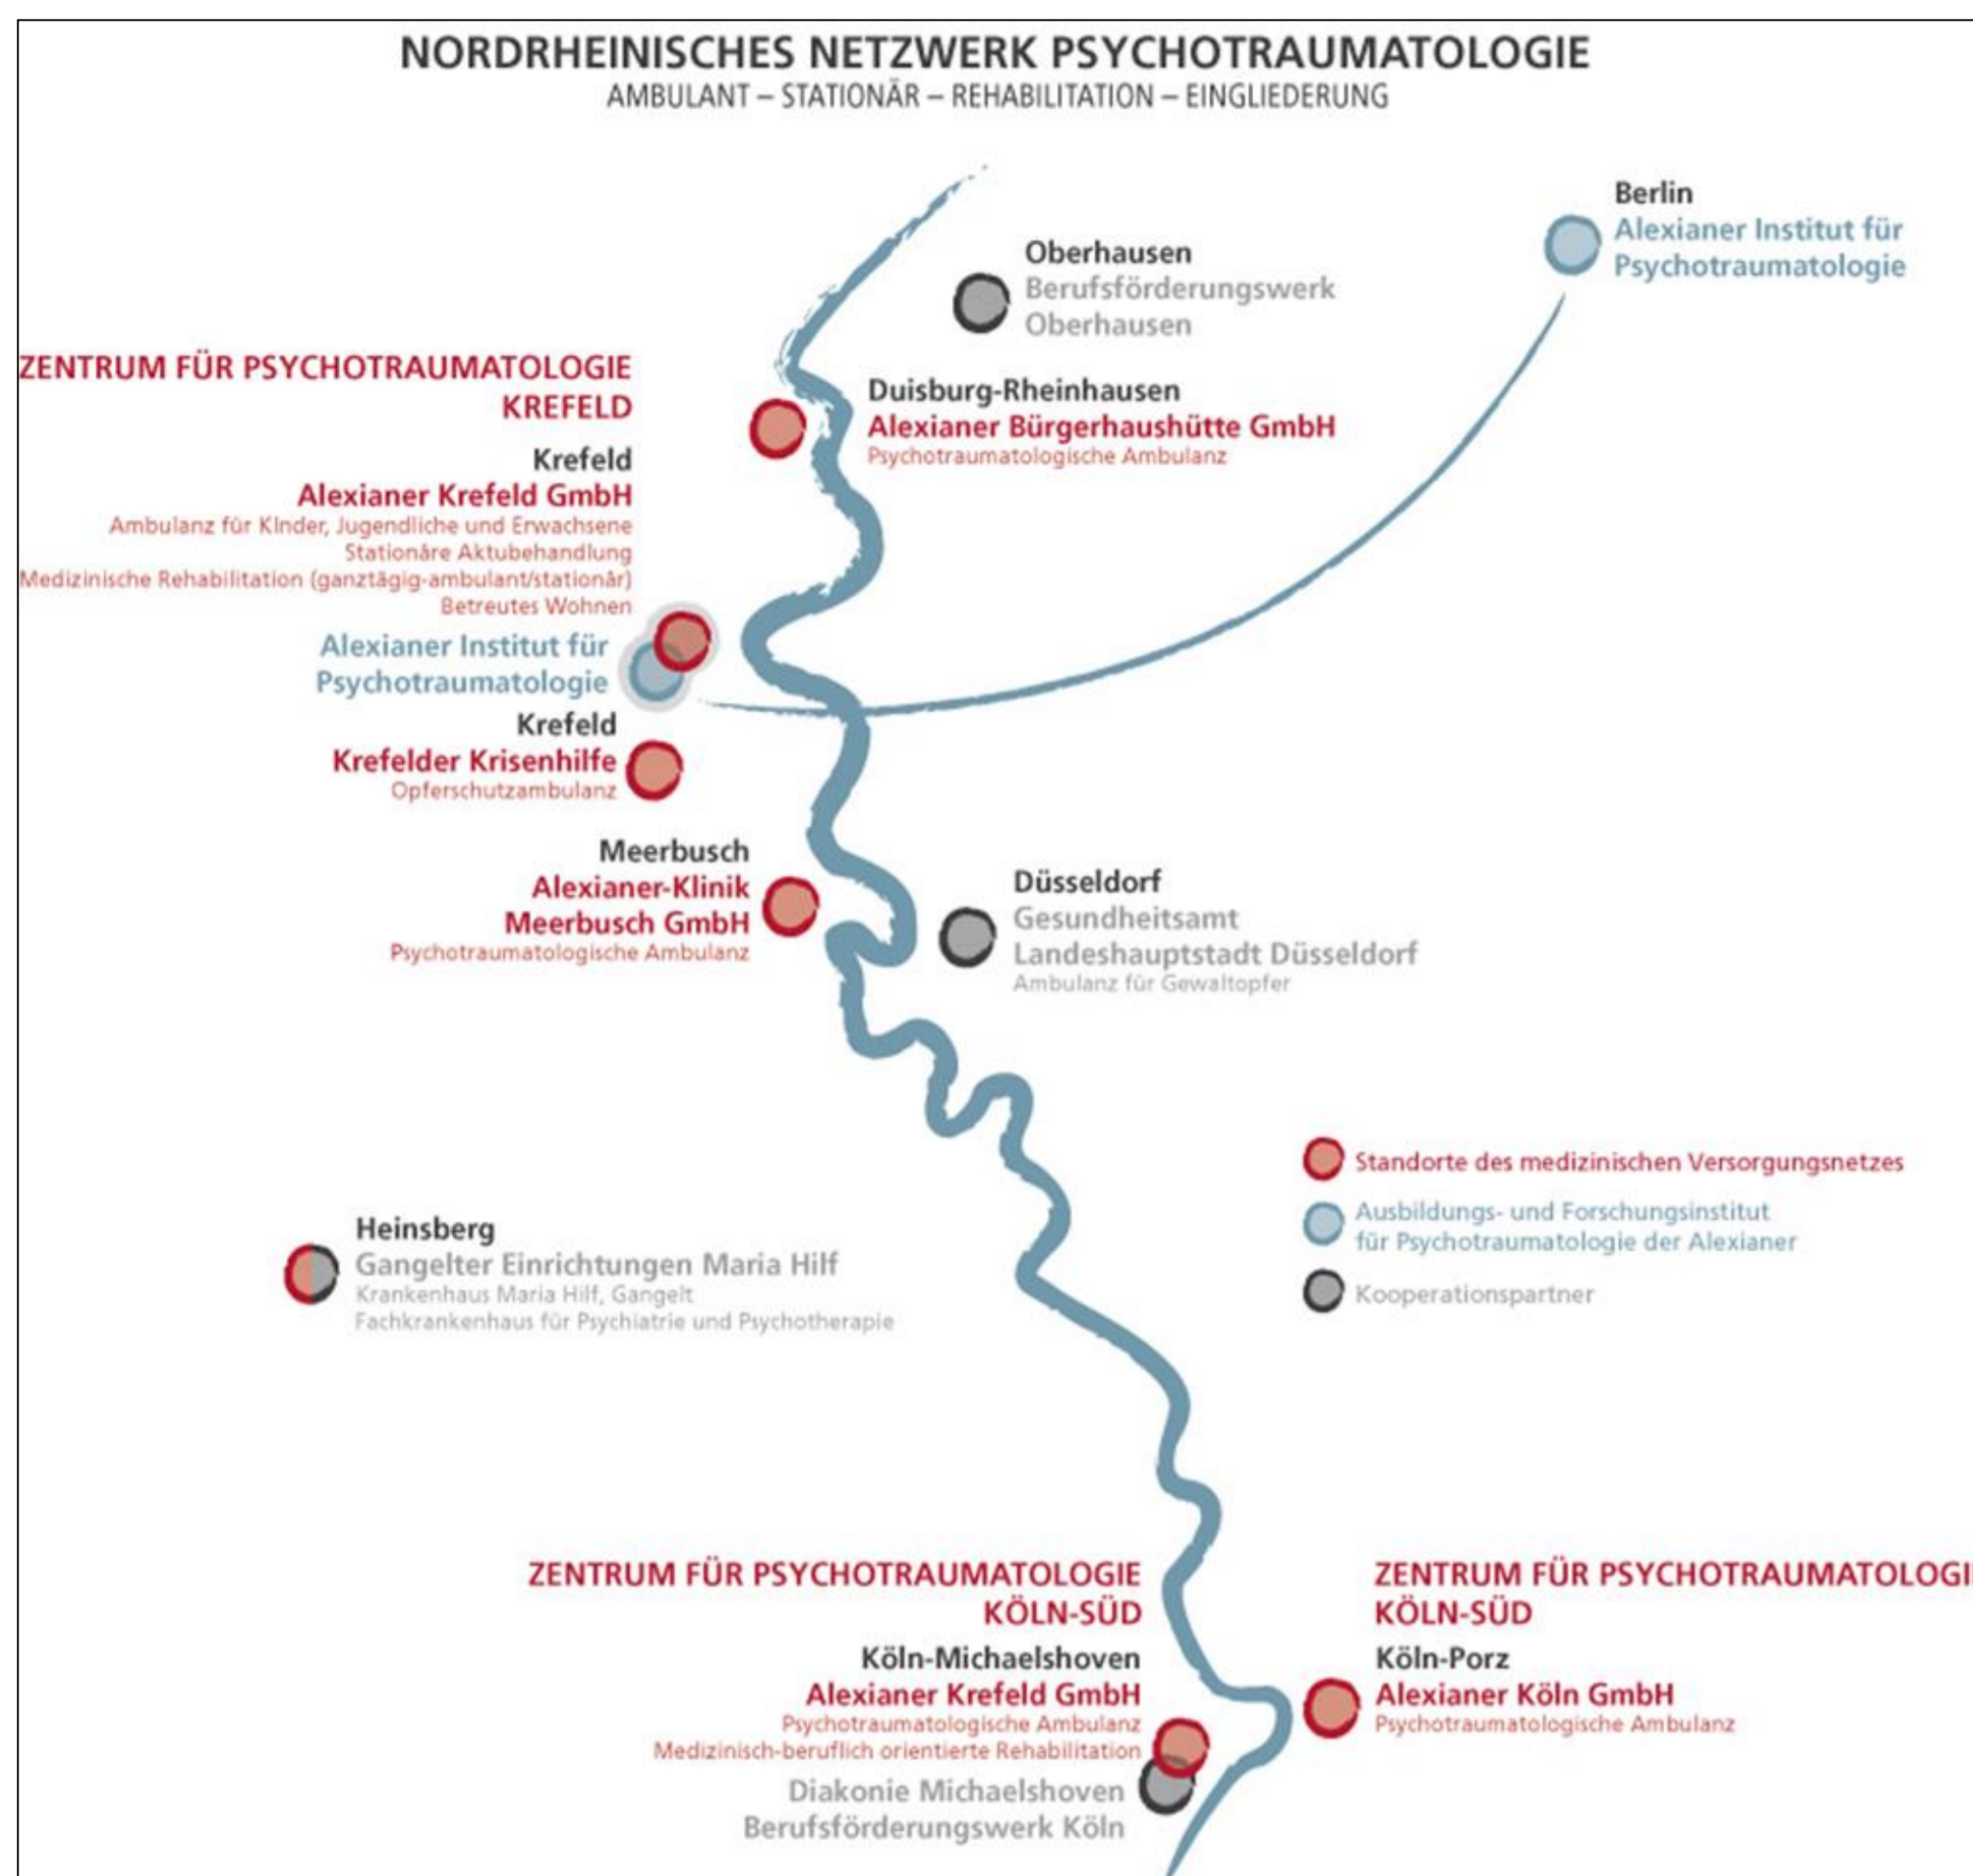 NORDRHEINISCHES NETZWERK PSYCHOTRAUMATOLOGIE
AMBULANT – STATIONÄR – REHABILITATION – EINGLIEDERUNG
Berlin
Alexianer Institut für
Psychotraumatologie
Oberhausen
Berufsförderungswerk
Oberhausen
ZENTRUM FÜR PSYCHOTRAUMATOLOGIE
KREFELD
Duisburg-Rheinhausen
Alexianer Bürgerhaushütte GmbH
Psychotraumatologische Ambulanz
Krefeld
Alexianer Krefeld GmbH
Ambulanz für KInder, Jugendliche und Erwachsene
Stationäre Aktubehandlung
Medizinische Rehabilitation (ganztägig-ambulant/stationär)
Betreutes Wohnen
Alexianer Institut für
Psychotraumatologie
Krefeld
Krefelder Krisenhilfe
Opferschutzambulanz
Meerbusch
Alexianer-Klinik
Meerbusch GmbH
Psychotraumatologische Ambulanz
Düsseldorf
Gesundheitsamt
Landeshauptstadt Düsseldorf
Ambulanz für Gewaltopfer
Standorte des medizinischen Versorgungsnetzes
Ausbildungs- und Forschungsinstitut
für Psychotraumatologie der Alexianer
Kooperationspartner
Heinsberg
Gangelter Einrichtungen Maria Hilf
Krankenhaus Maria Hilf, Gangelt
Fachkrankenhaus für Psychiatrie und Psychotherapie
ZENTRUM FÜR PSYCHOTRAUMATOLOGIE
KÖLN-SÜD
Köln-Michaelshoven
Alexianer Krefeld GmbH
Psychotraumatologische Ambulanz
Medizinisch-beruflich orientierte Rehabilitation
Diakonie Michaelshoven
Berufsförderungswerk Köln
ZENTRUM FÜR PSYCHOTRAUMATOLOGI
KÖLN-SÜD
Köln-Porz
Alexianer Köln GmbH
Psychotraumatologische Ambulanz